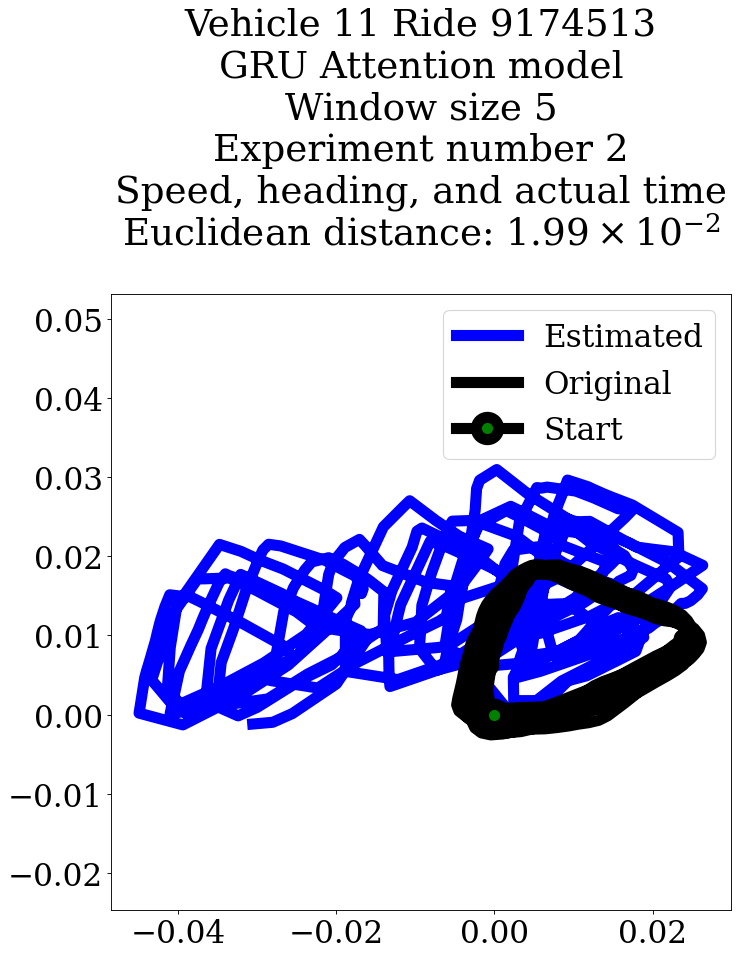 Vehicle 11 Ride 9174513
GRU Attention model
Window size 5
Experiment number 2
Speed, heading, and actual time
Euclidean distance: 1.99 × 10⁻²
Estimated
Original
Start
0.05
0.04
0.03
0.02
0.01
0.00
−0.01
−0.02
−0.04
−0.02
0.00
0.02